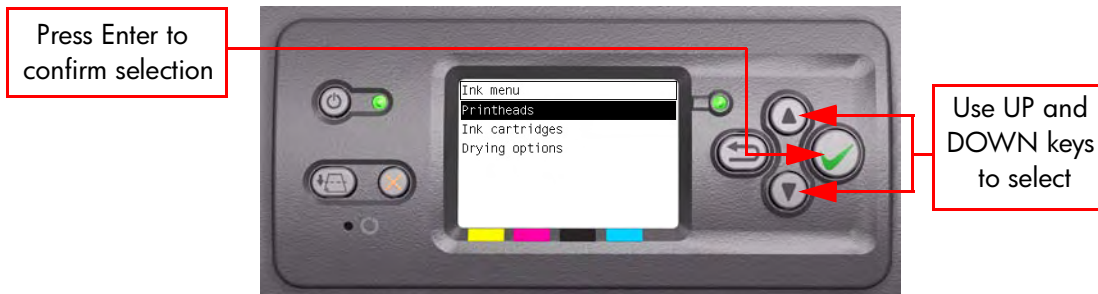 Press Enter to
confirm selection
Ink menu
Printheads
Ink cartridges
Drying options
Use UP and
DOWN keys
to select